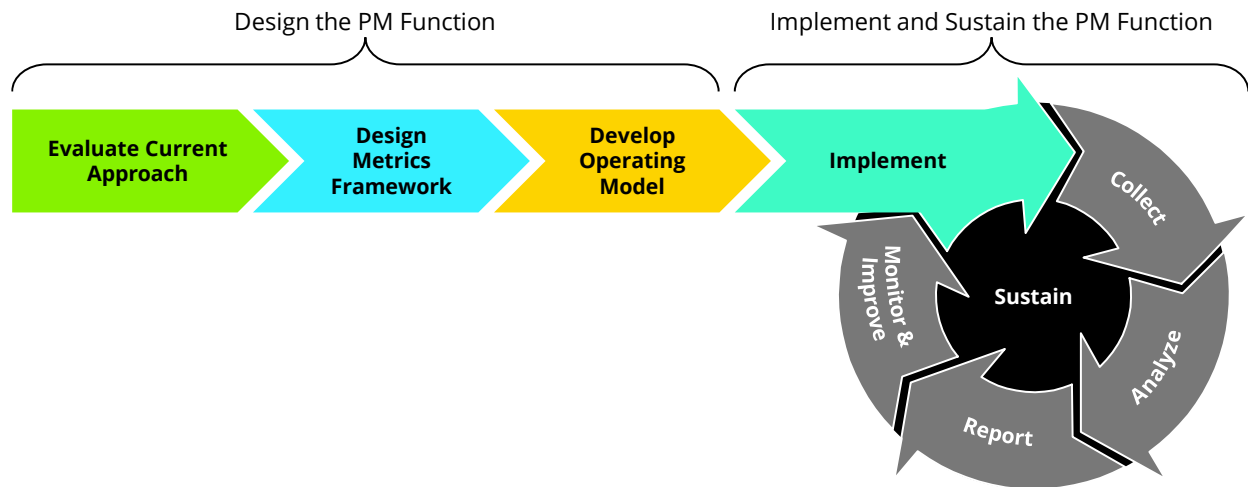 Design the PM Function
Implement and Sustain the PM Function
Evaluate Current
Approach
Design
Metrics
Framework
Develop
Operating
Model
Implement
Collect
Analyze
Report
Monitor &
Improve
Sustain